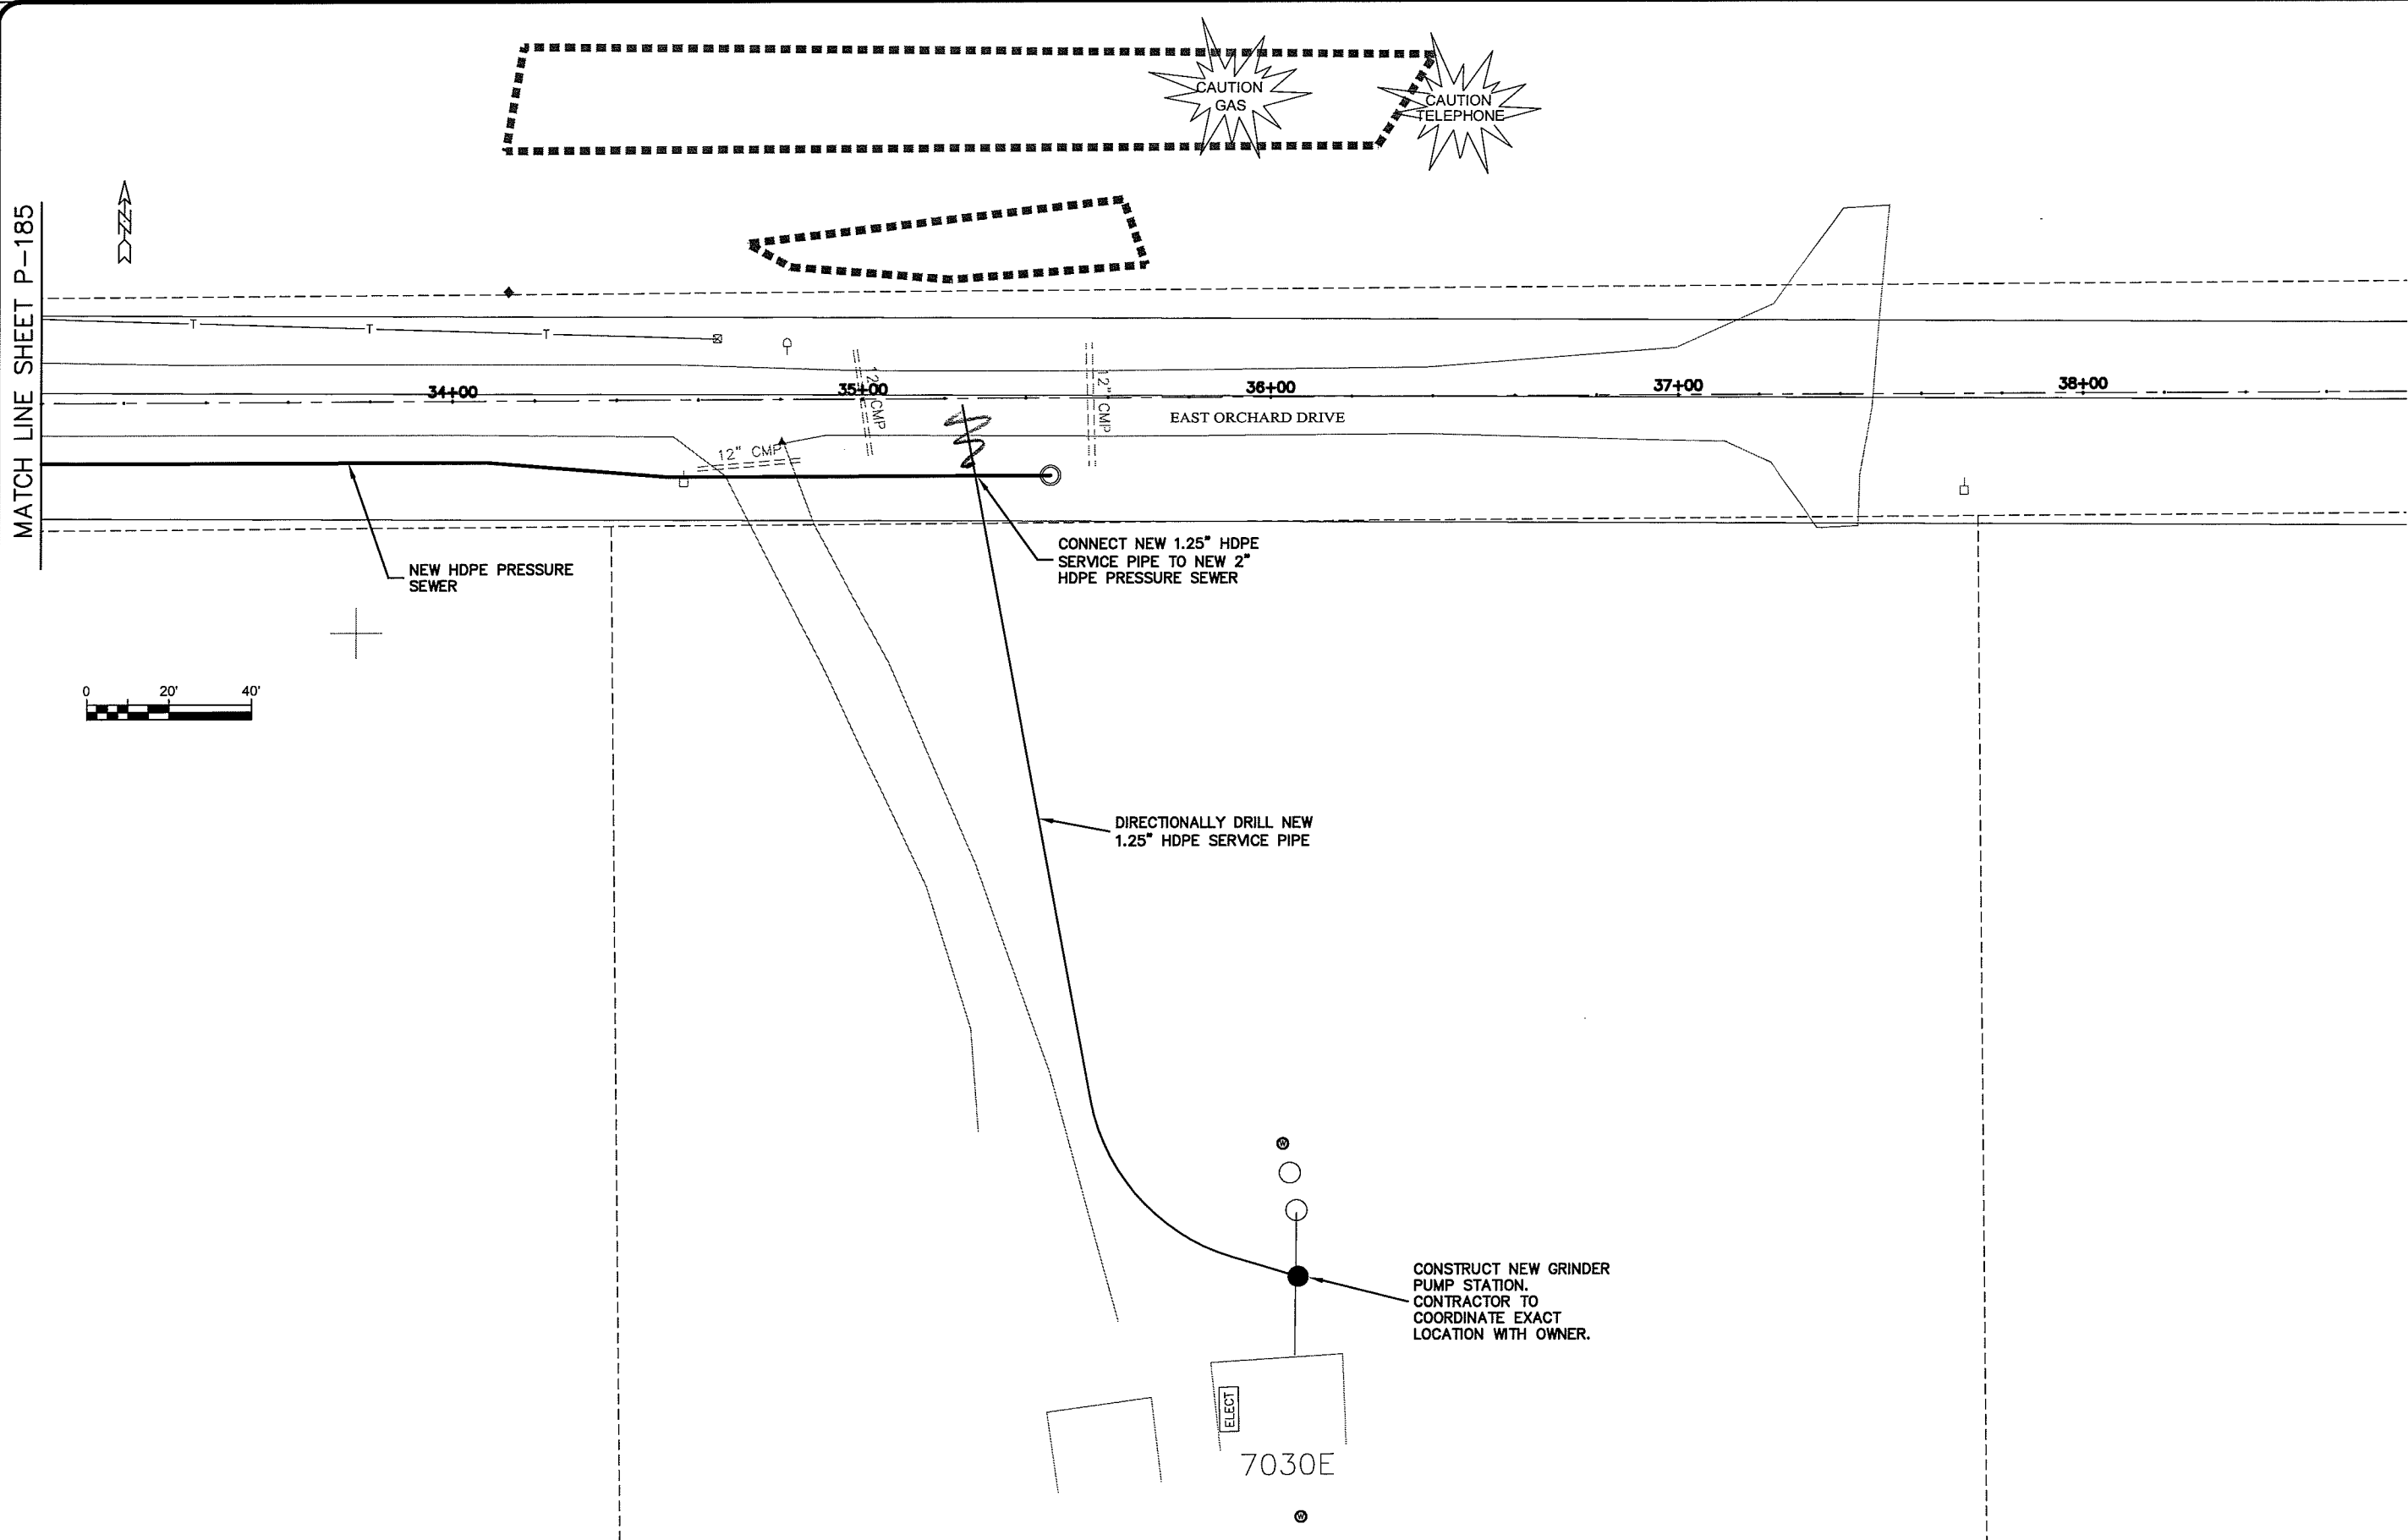 CAUTION
GAS
CAUTION
TELEPHONE
MATCH LINE SHEET P-185
N
T T T
34+00 35+00 36+00 37+00 38+00
12" CMP
12" CMP
12" CMP
EAST ORCHARD DRIVE
NEW HDPE PRESSURE
SEWER
CONNECT NEW 1.25" HDPE
SERVICE PIPE TO NEW 2"
HDPE PRESSURE SEWER
0 20' 40'
DIRECTIONALLY DRILL NEW
1.25" HDPE SERVICE PIPE
W
CONSTRUCT NEW GRINDER
PUMP STATION.
CONTRACTOR TO
COORDINATE EXACT
LOCATION WITH OWNER.
ELECT
7030E
W